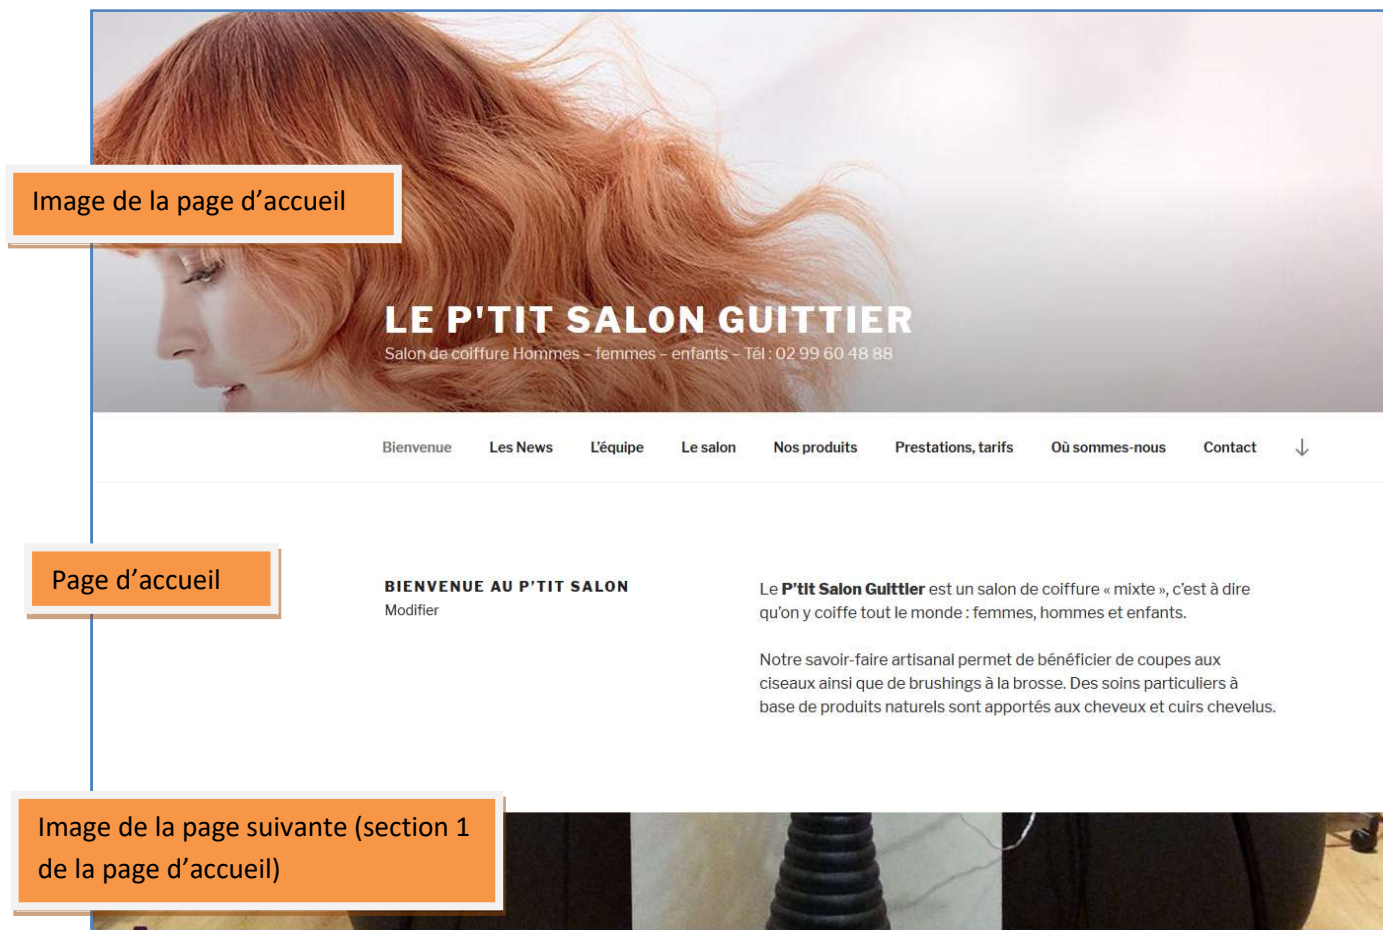 Image de la page d’accueil
LE P'TIT SALON GUITTIER
Salon de coiffure Hommes – femmes – enfants – Tél : 02 99 60 48 88
Bienvenue Les News L’équipe Le salon Nos produits Prestations, tarifs Où sommes-nous Contact ↓
Page d’accueil
BIENVENUE AU P’TIT SALON
Modifier
Le P’tit Salon Guittier est un salon de coiffure « mixte », c’est à dire
qu’on y coiffe tout le monde : femmes, hommes et enfants.
Notre savoir-faire artisanal permet de bénéficier de coupes aux
ciseaux ainsi que de brushings à la brosse. Des soins particuliers à
base de produits naturels sont apportés aux cheveux et cuirs chevelus.
Image de la page suivante (section 1
de la page d’accueil)